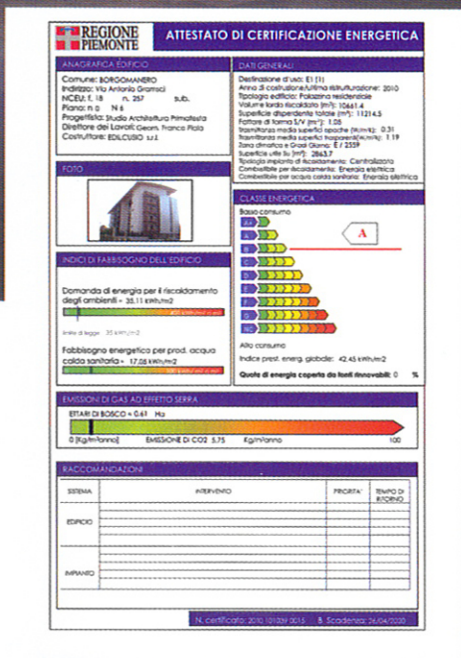 REGIONE
PIEMONTE
ATTESTATO DI CERTIFICAZIONE ENERGETICA
ANAGRAFICA EDIFICIO
Comune: BORGOMANERO
Indirizzo: Via Antonio Gramsci
NCEU: f. 18 n. 257 sub.
Piano: n 0 N 6
Progettista: Studio Architettura Primatesta
Direttore dei Lavori: Geom. Franco Piola
Costruttore: EDILCUSIO s.r.l.
DATI GENERALI
Destinazione d'uso: E1 (1)
Anno di costruzione/ultima ristrutturazione: 2010
Tipologia edificio: Palazzina residenziale
Volume lordo riscaldato (m³): 10661.4
Superficie disperdente totale (m²): 11214.5
Fattore di forma S/V (m²): 1.05
Trasmittanza media superfici opache (W/m²k): 0.31
Trasmittanza media superfici trasparenti(W/m²k): 1.19
Zona climatica e Gradi Giorno: E / 2559
Superficie utile Su (m²): 2863.7
Tipologia impianto di riscaldamento: Centralizzato
Combustibile per riscaldamento: Energia elettrica
Combustibile per acqua calda sanitaria: Energia elettrica
FOTO
CLASSE ENERGETICA
Basso consumo
A+
A
B
A
C
D
E
F
G
NC
Alto consumo
Indice prest. energ. globale: 42.45 kWh/m2
Quota di energia coperta da fonti rinnovabili: 0 %
INDICI DI FABBISOGNO DELL'EDIFICIO
Domanda di energia per il riscaldamento
degli ambienti = 35,11 kWh/m2
limite di legge
Fabbisogno energetico per prod. acqua
calda sanitaria= 17,05 kWh/m2
EMISSIONI DI GAS AD EFFETTO SERRA
ETTARI DI BOSCO = 0.61 Ha
0 [Kg/m²anno] EMISSIONE DI CO2 5.75 Kg/m²anno 100
RACCOMANDAZIONI
SISTEMA INTERVENTO PRIORITA' TEMPO DI
RITORNO
EDIFICIO
IMPIANTO
N. certificato: 2010 101039 0015 B Scadenza: 26/04/2020